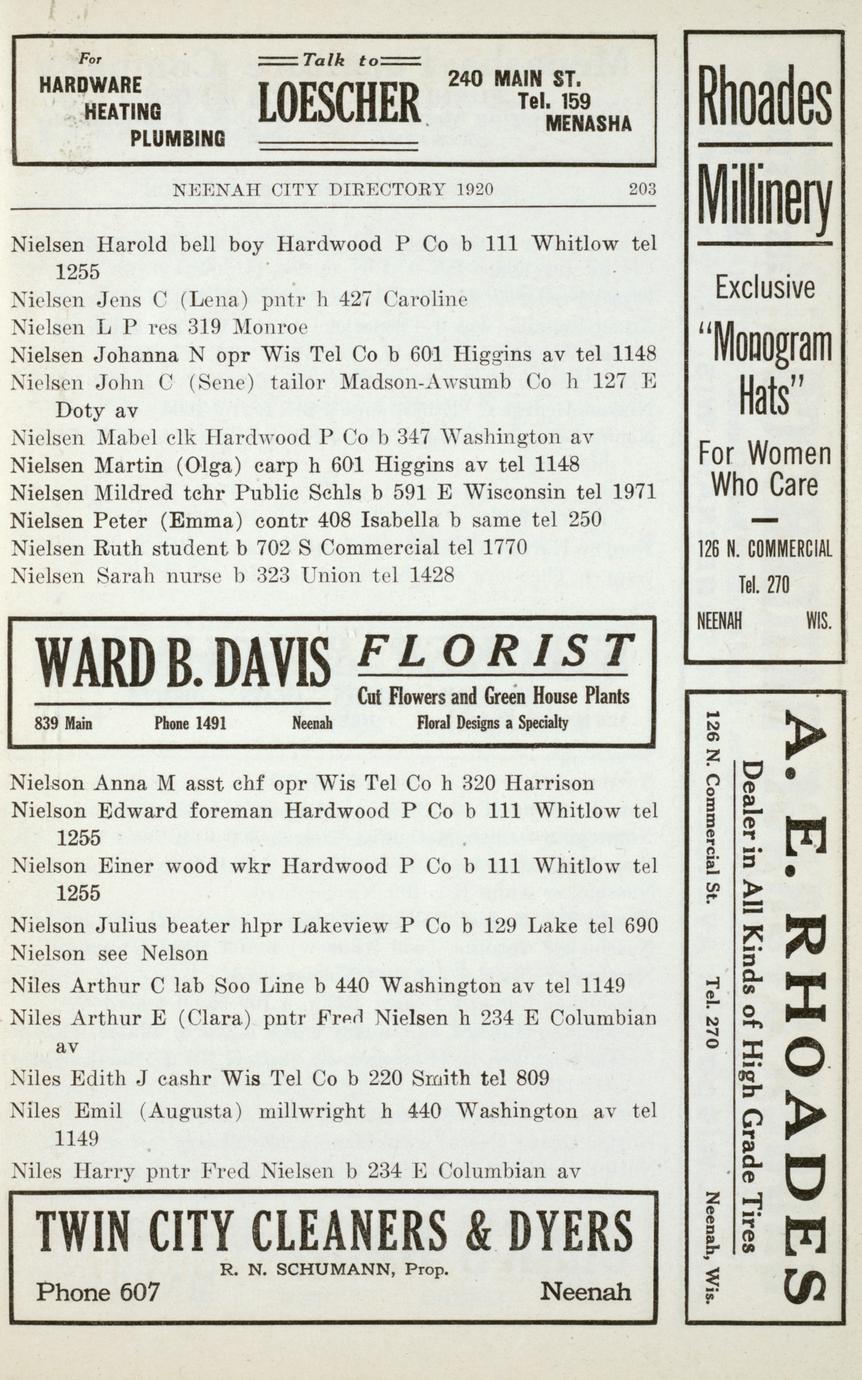 For
HARDWARE
HEATING
PLUMBING
Talk to
LOESCHER
240 MAIN ST.
Tel. 159
MENASHA
NEENAH CITY DIRECTORY 1920 203
Nielsen Harold bell boy Hardwood P Co b 111 Whitlow tel
1255
Nielsen Jens C (Lena) pntr h 427 Caroline
Nielsen L P res 319 Monroe
Nielsen Johanna N opr Wis Tel Co b 601 Higgins av tel 1148
Nielsen John C (Sene) tailor Madson-Awsumb Co h 127 E
Doty av
Nielsen Mabel clk Hardwood P Co b 347 Washington av
Nielsen Martin (Olga) carp h 601 Higgins av tel 1148
Nielsen Mildred tchr Public Schls b 591 E Wisconsin tel 1971
Nielsen Peter (Emma) contr 408 Isabella b same tel 250
Nielsen Ruth student b 702 S Commercial tel 1770
Nielsen Sarah nurse b 323 Union tel 1428
WARD B. DAVIS
839 Main Phone 1491 Neenah
FLORIST
Cut Flowers and Green House Plants
Floral Designs a Specialty
Nielson Anna M asst chf opr Wis Tel Co h 320 Harrison
Nielson Edward foreman Hardwood P Co b 111 Whitlow tel
1255
Nielson Einer wood wkr Hardwood P Co b 111 Whitlow tel
1255
Nielson Julius beater hlpr Lakeview P Co b 129 Lake tel 690
Nielson see Nelson
Niles Arthur C lab Soo Line b 440 Washington av tel 1149
Niles Arthur E (Clara) pntr Fred Nielsen h 234 E Columbian
av
Niles Edith J cashr Wis Tel Co b 220 Smith tel 809
Niles Emil (Augusta) millwright h 440 Washington av tel
1149
Niles Harry pntr Fred Nielsen b 234 E Columbian av
TWIN CITY CLEANERS & DYERS
R. N. SCHUMANN, Prop.
Phone 607 Neenah
Rhoades
Millinery
Exclusive
"Monogram
Hats"
For Women
Who Care
126 N. COMMERCIAL
Tel. 270
NEENAH WIS.
A. E. RHOADES
Dealer in All Kinds of High Grade Tires
126 N. Commercial St. Tel. 270 Neenah, Wis.